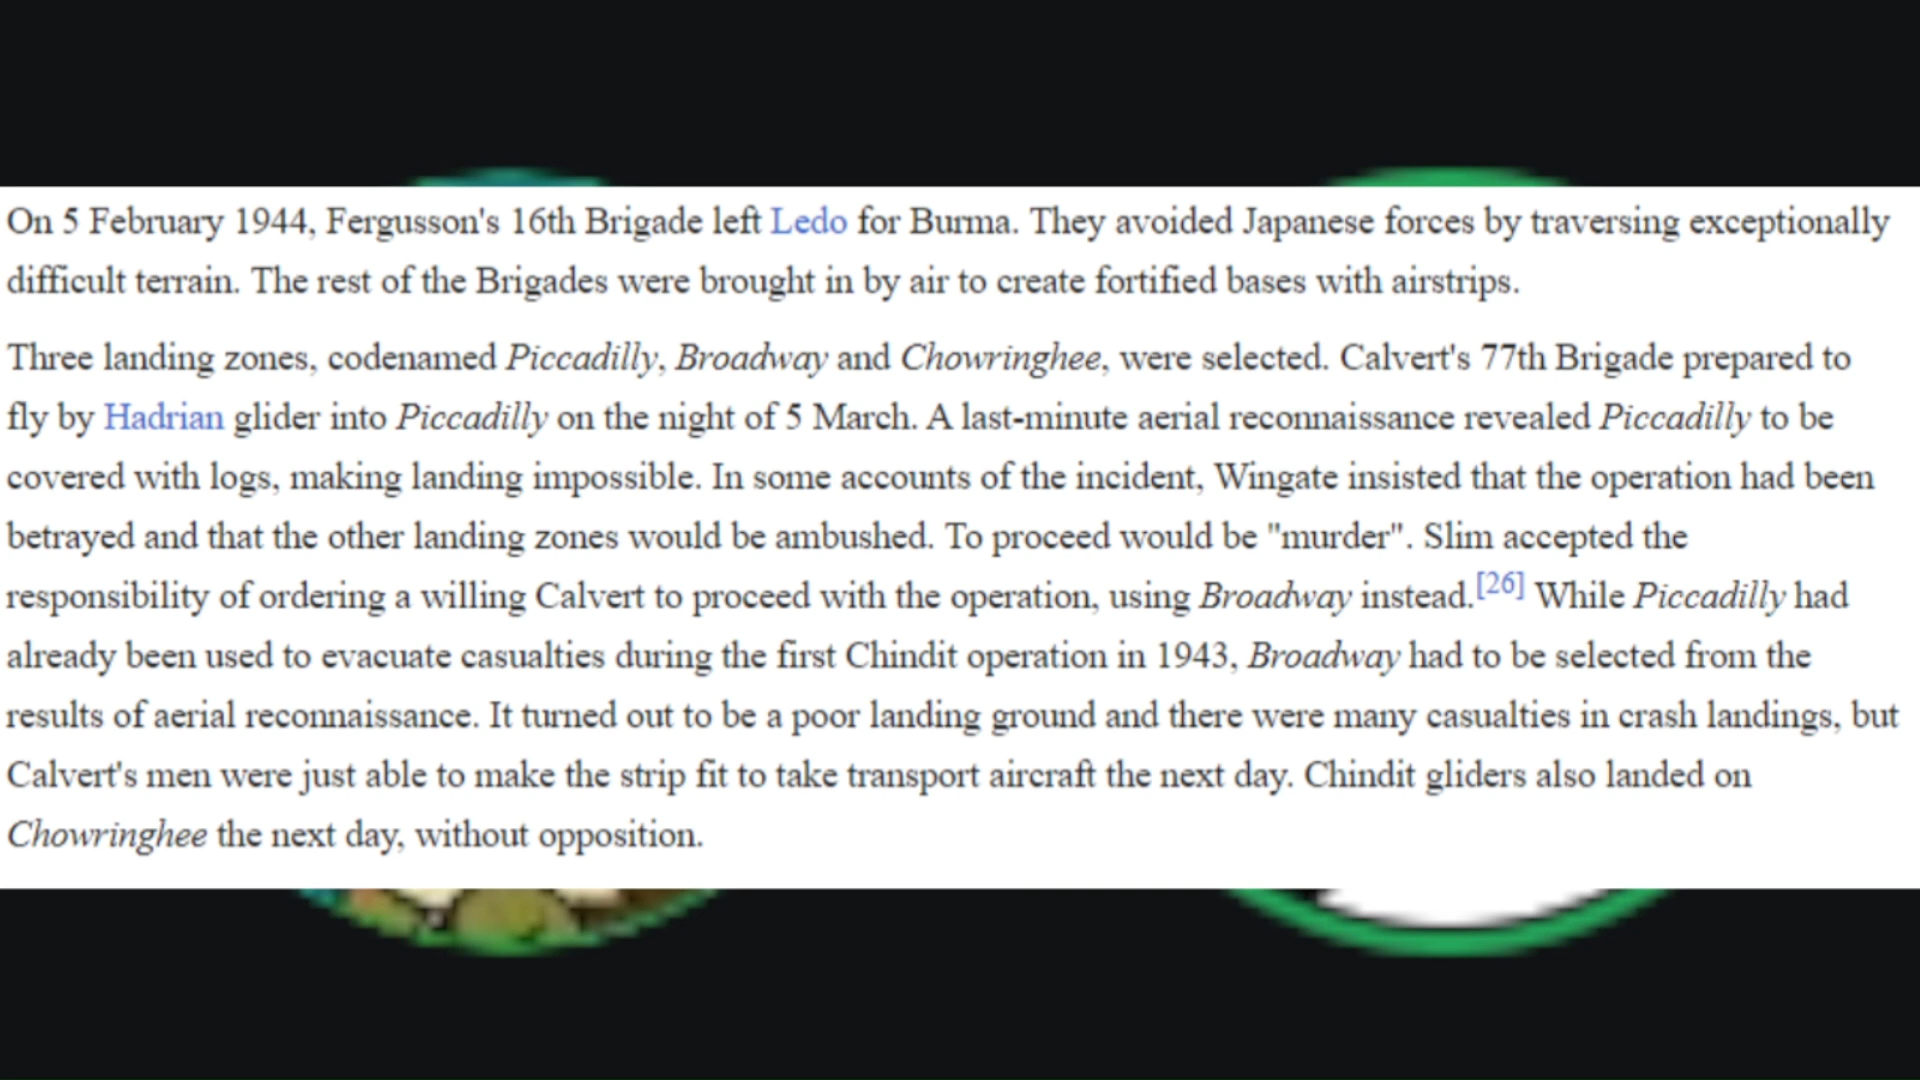 On 5 February 1944, Fergusson's 16th Brigade left Ledo for Burma. They avoided Japanese forces by traversing exceptionally
difficult terrain. The rest of the Brigades were brought in by air to create fortified bases with airstrips.
Three landing zones, codenamed Piccadilly, Broadway and Chowringhee, were selected. Calvert's 77th Brigade prepared to
fly by Hadrian glider into Piccadilly on the night of 5 March. A last-minute aerial reconnaissance revealed Piccadilly to be
covered with logs, making landing impossible. In some accounts of the incident, Wingate insisted that the operation had been
betrayed and that the other landing zones would be ambushed. To proceed would be "murder". Slim accepted the
responsibility of ordering a willing Calvert to proceed with the operation, using Broadway instead.[26] While Piccadilly had
already been used to evacuate casualties during the first Chindit operation in 1943, Broadway had to be selected from the
results of aerial reconnaissance. It turned out to be a poor landing ground and there were many casualties in crash landings, but
Calvert's men were just able to make the strip fit to take transport aircraft the next day. Chindit gliders also landed on
Chowringhee the next day, without opposition.